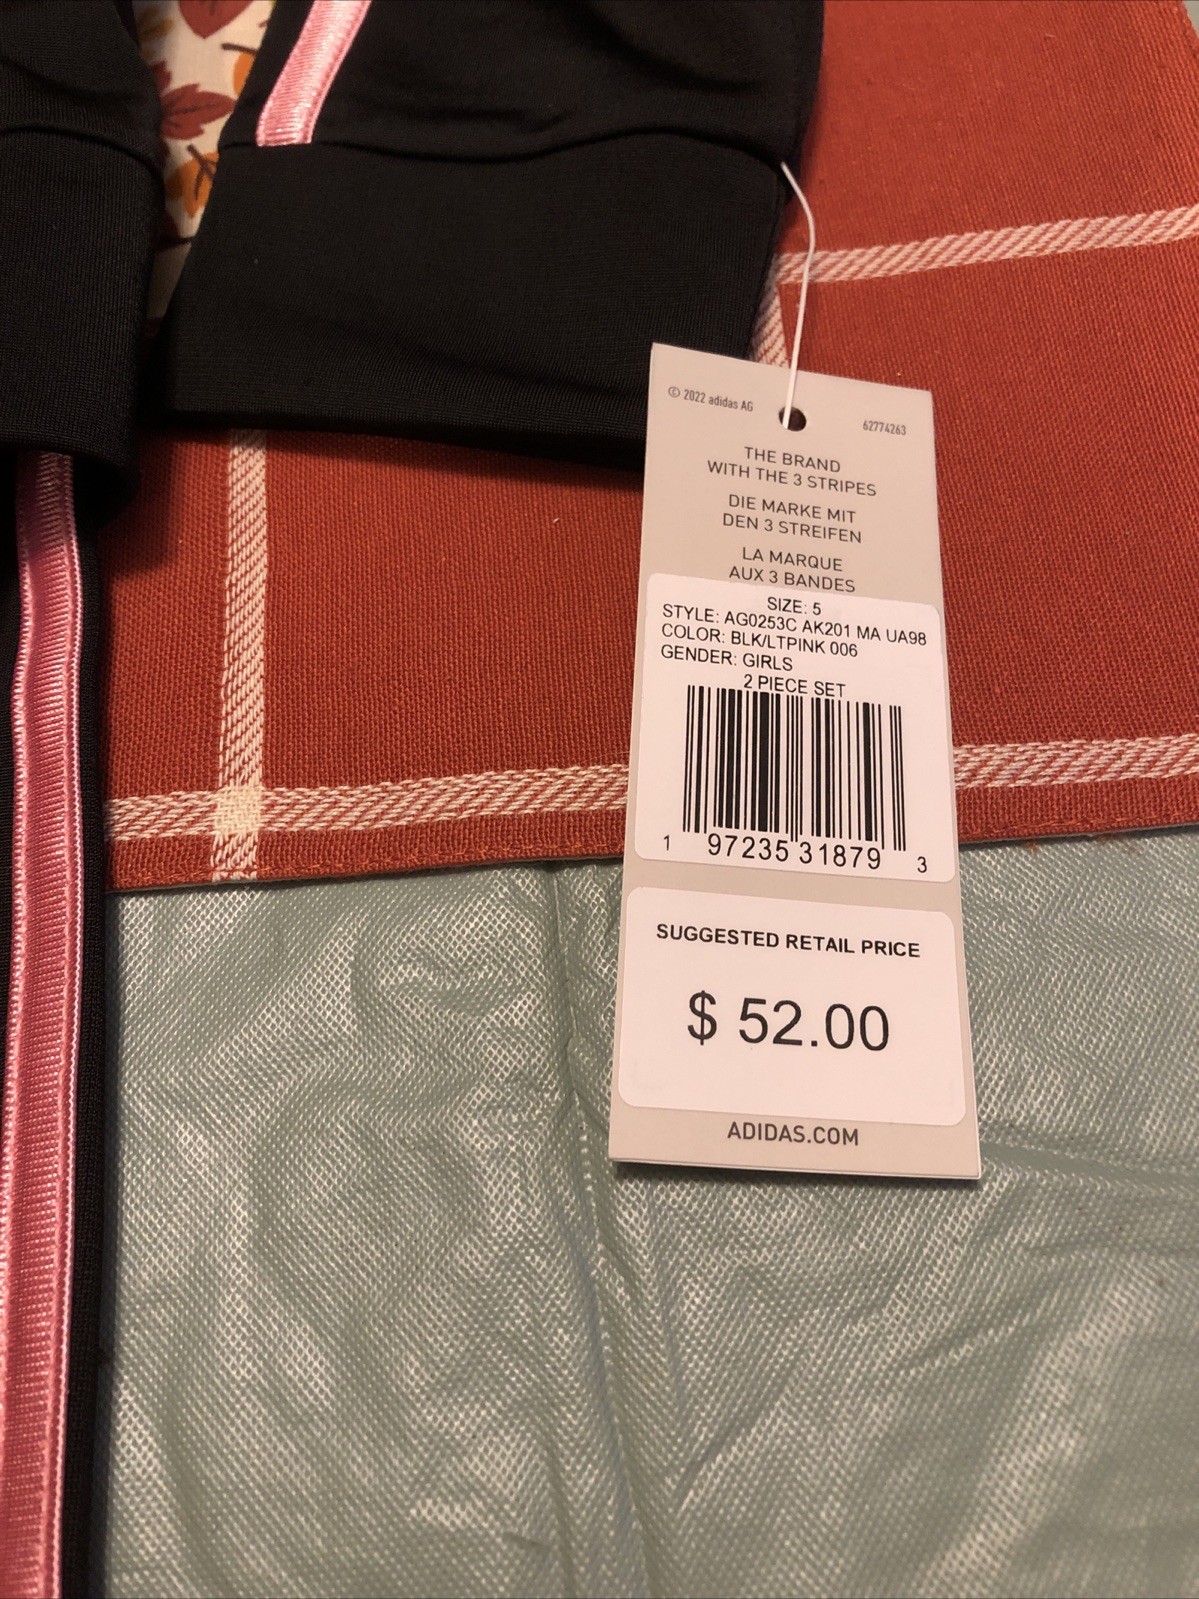 © 2022 adidas AG
62774263
THE BRAND
WITH THE 3 STRIPES
DIE MARKE MIT
DEN 3 STREIFEN
LA MARQUE
AUX 3 BANDES
SIZE: 5
STYLE: AG0253C AK201 MA UA98
COLOR: BLK/LTPINK 006
GENDER: GIRLS
2 PIECE SET
1 97235 31879 3
SUGGESTED RETAIL PRICE
$ 52.00
ADIDAS.COM